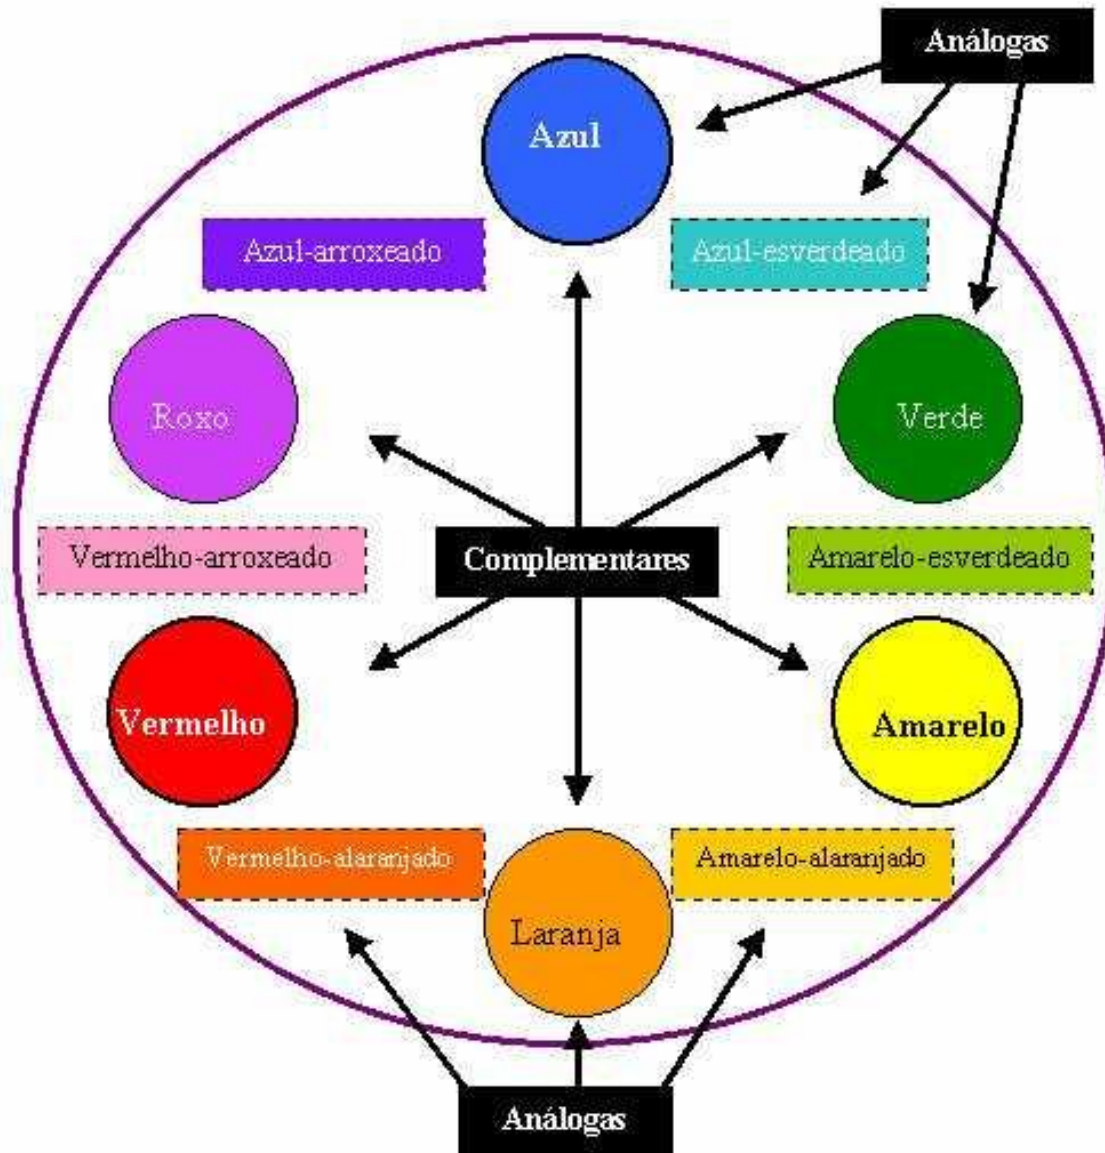 Análogas
Azul
Azul-arroxeado
Azul-esverdeado
Roxo
Verde
Vermelho-arroxeado
Complementares
Amarelo-esverdeado
Vermelho
Amarelo
Vermelho-alaranjado
Amarelo-alaranjado
Laranja
Análogas